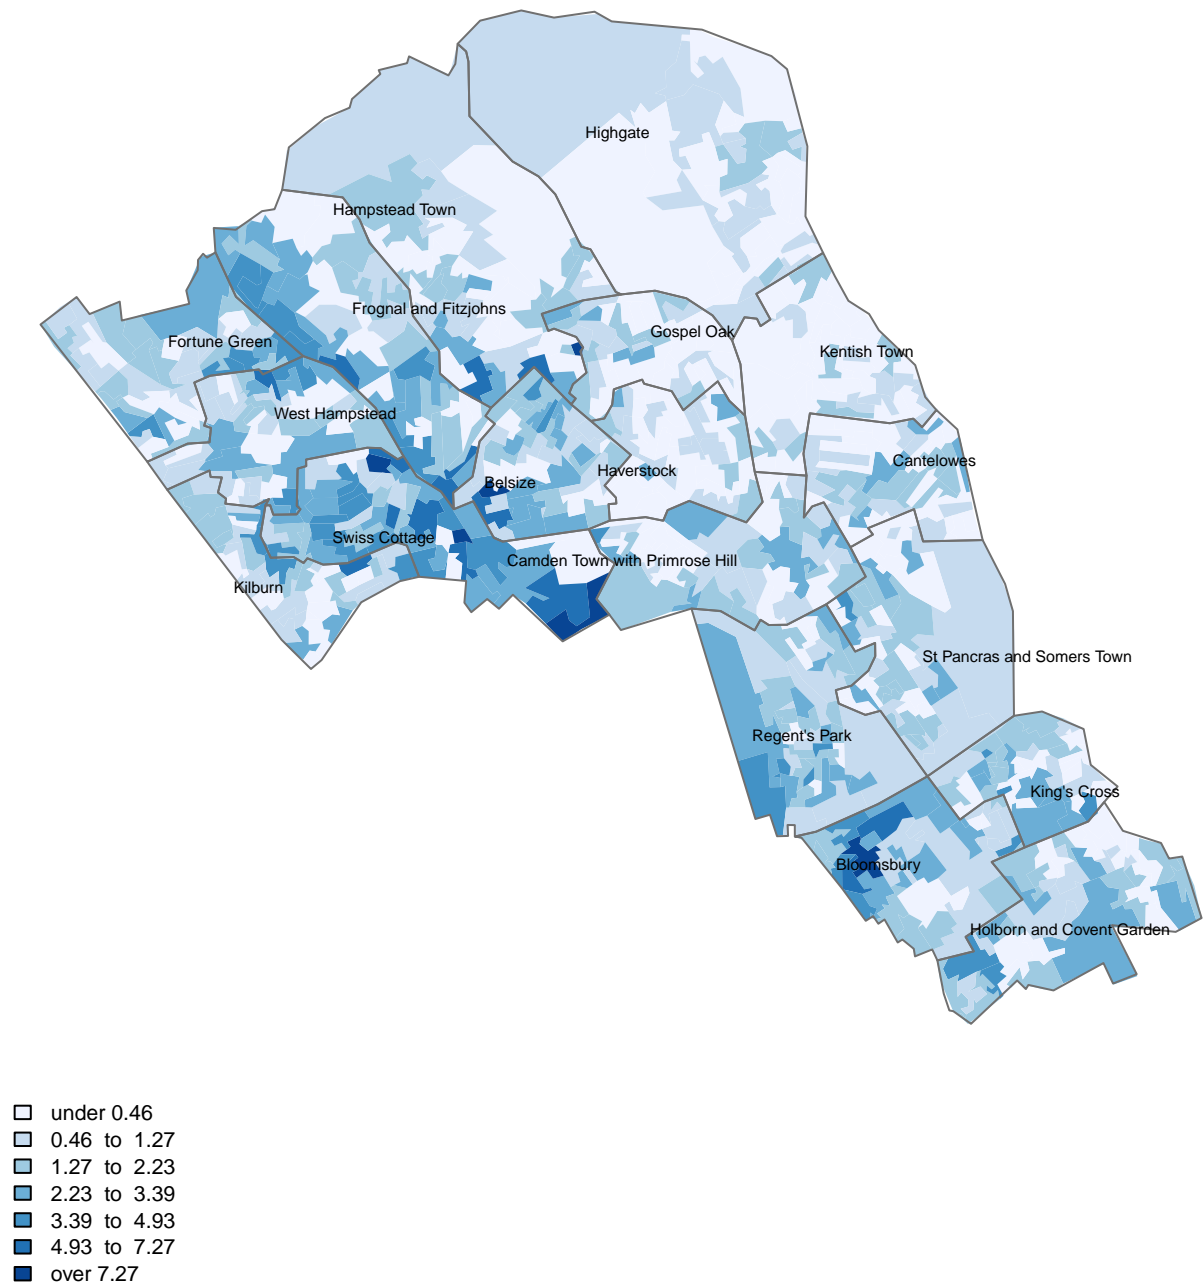 Highgate
Hampstead Town
Frognal and Fitzjohns
Gospel Oak
Fortune Green
Kentish Town
West Hampstead
Cantelowes
Haverstock
Belsize
Swiss Cottage
Camden Town with Primrose Hill
Kilburn
St Pancras and Somers Town
Regent's Park
King's Cross
Bloomsbury
Holborn and Covent Garden
under 0.46
0.46 to 1.27
1.27 to 2.23
2.23 to 3.39
3.39 to 4.93
4.93 to 7.27
over 7.27